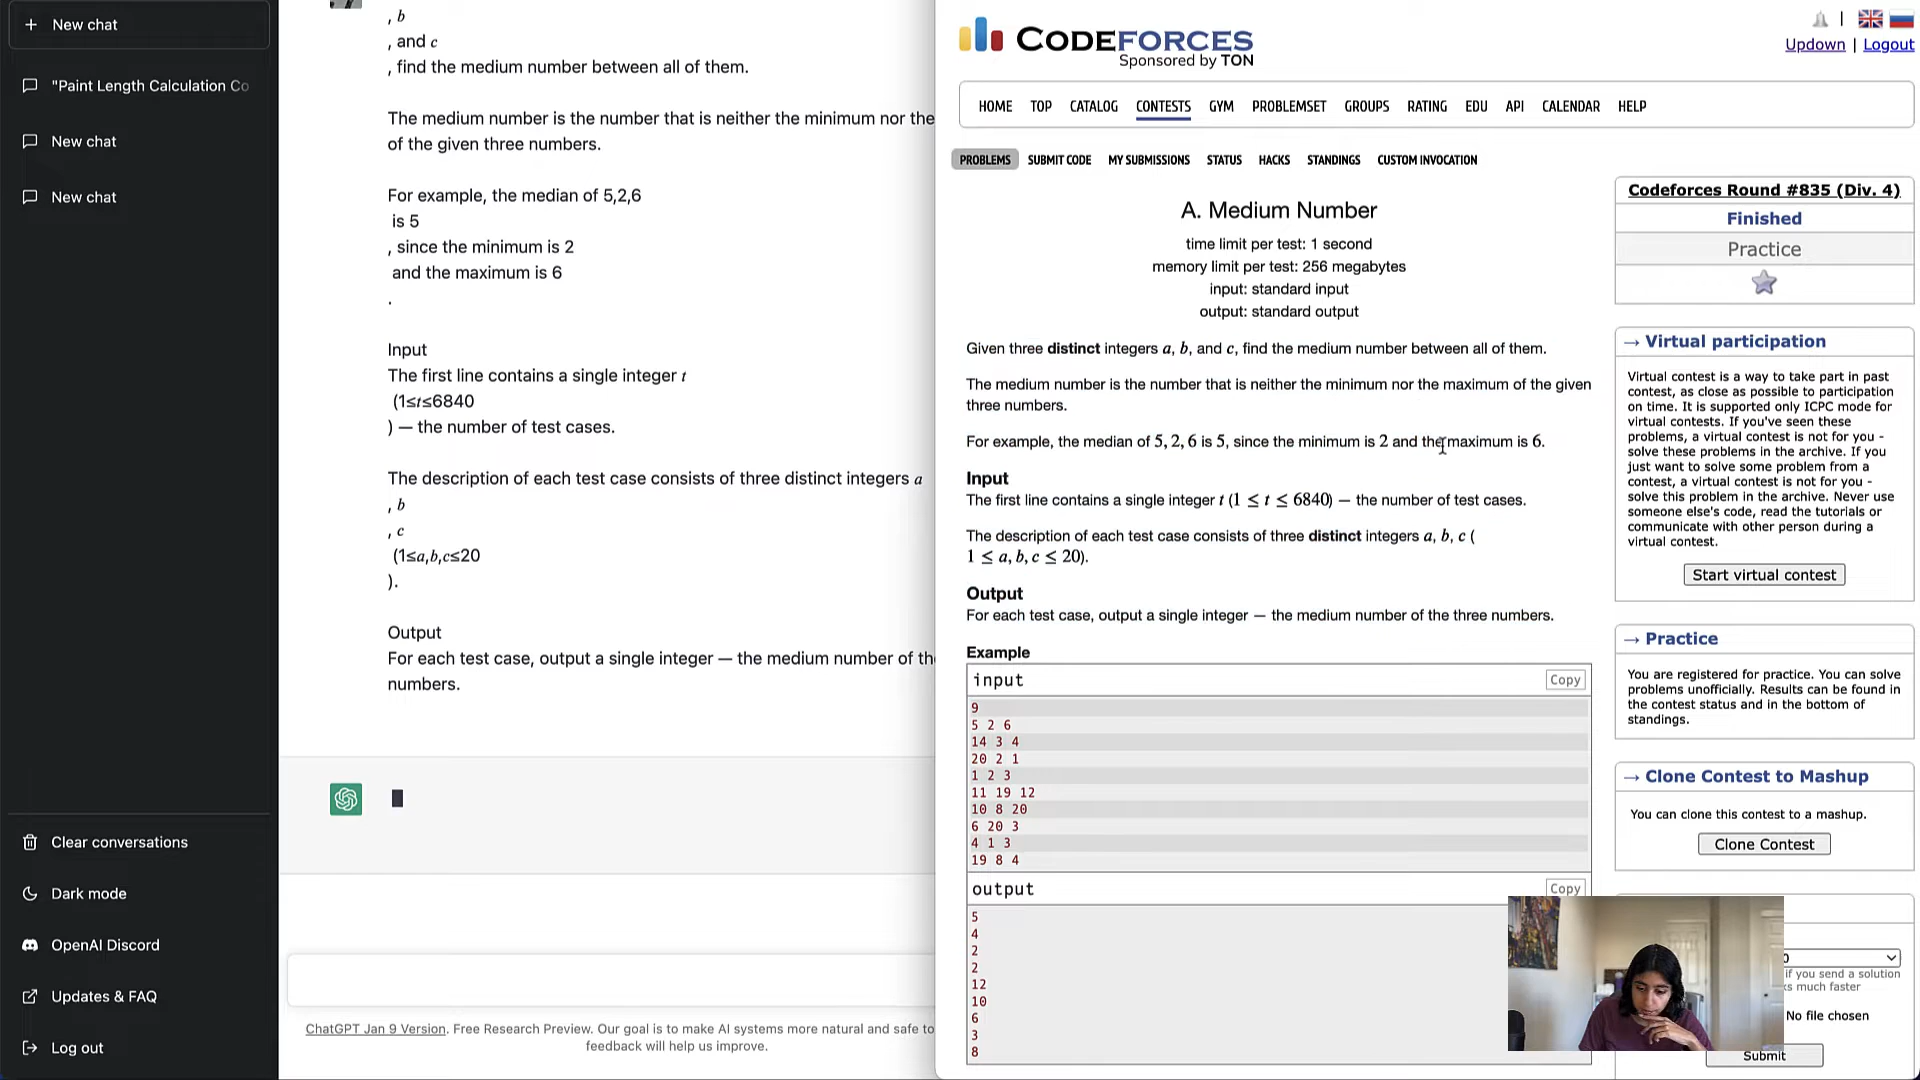 New chat
"Paint Length Calculation Co
New chat
New chat
Clear conversations
Dark mode
OpenAI Discord
Updates & FAQ
Log out
, b
, and c
, find the medium number between all of them.
The medium number is the number that is neither the minimum nor the
of the given three numbers.
For example, the median of 5,2,6
is 5
, since the minimum is 2
and the maximum is 6
.
Input
The first line contains a single integer t
(1≤t≤6840
) — the number of test cases.
The description of each test case consists of three distinct integers a
, b
, c
(1≤a,b,c≤20
).
Output
For each test case, output a single integer — the medium number of th
numbers.
ChatGPT Jan 9 Version. Free Research Preview. Our goal is to make AI systems more natural and safe to
feedback will help us improve.
CODEFORCES
Sponsored by TON
Updown | Logout
HOME TOP CATALOG CONTESTS GYM PROBLEMSET GROUPS RATING EDU API CALENDAR HELP
PROBLEMS SUBMIT CODE MY SUBMISSIONS STATUS HACKS STANDINGS CUSTOM INVOCATION
A. Medium Number
time limit per test: 1 second
memory limit per test: 256 megabytes
input: standard input
output: standard output
Given three distinct integers a, b, and c, find the medium number between all of them.
The medium number is the number that is neither the minimum nor the maximum of the given
three numbers.
For example, the median of 5, 2, 6 is 5, since the minimum is 2 and the maximum is 6.
Input
The first line contains a single integer t (1 ≤ t ≤ 6840) — the number of test cases.
The description of each test case consists of three distinct integers a, b, c (
1 ≤ a, b, c ≤ 20).
Output
For each test case, output a single integer — the medium number of the three numbers.
Example
input Copy
9
5 2 6
14 3 4
20 2 1
1 2 3
11 19 12
10 8 20
6 20 3
4 1 3
19 8 4
output Copy
5
4
2
2
12
10
6
3
8
Codeforces Round #835 (Div. 4)
Finished
Practice
→ Virtual participation
Virtual contest is a way to take part in past
contest, as close as possible to participation
on time. It is supported only ICPC mode for
virtual contests. If you've seen these
problems, a virtual contest is not for you -
solve these problems in the archive. If you
just want to solve some problem from a
contest, a virtual contest is not for you -
solve this problem in the archive. Never use
someone else's code, read the tutorials or
communicate with other person during a
virtual contest.
Start virtual contest
→ Practice
You are registered for practice. You can solve
problems unofficially. Results can be found in
the contest status and in the bottom of
standings.
→ Clone Contest to Mashup
You can clone this contest to a mashup.
Clone Contest
if you send a solution
much faster
No file chosen
Submit